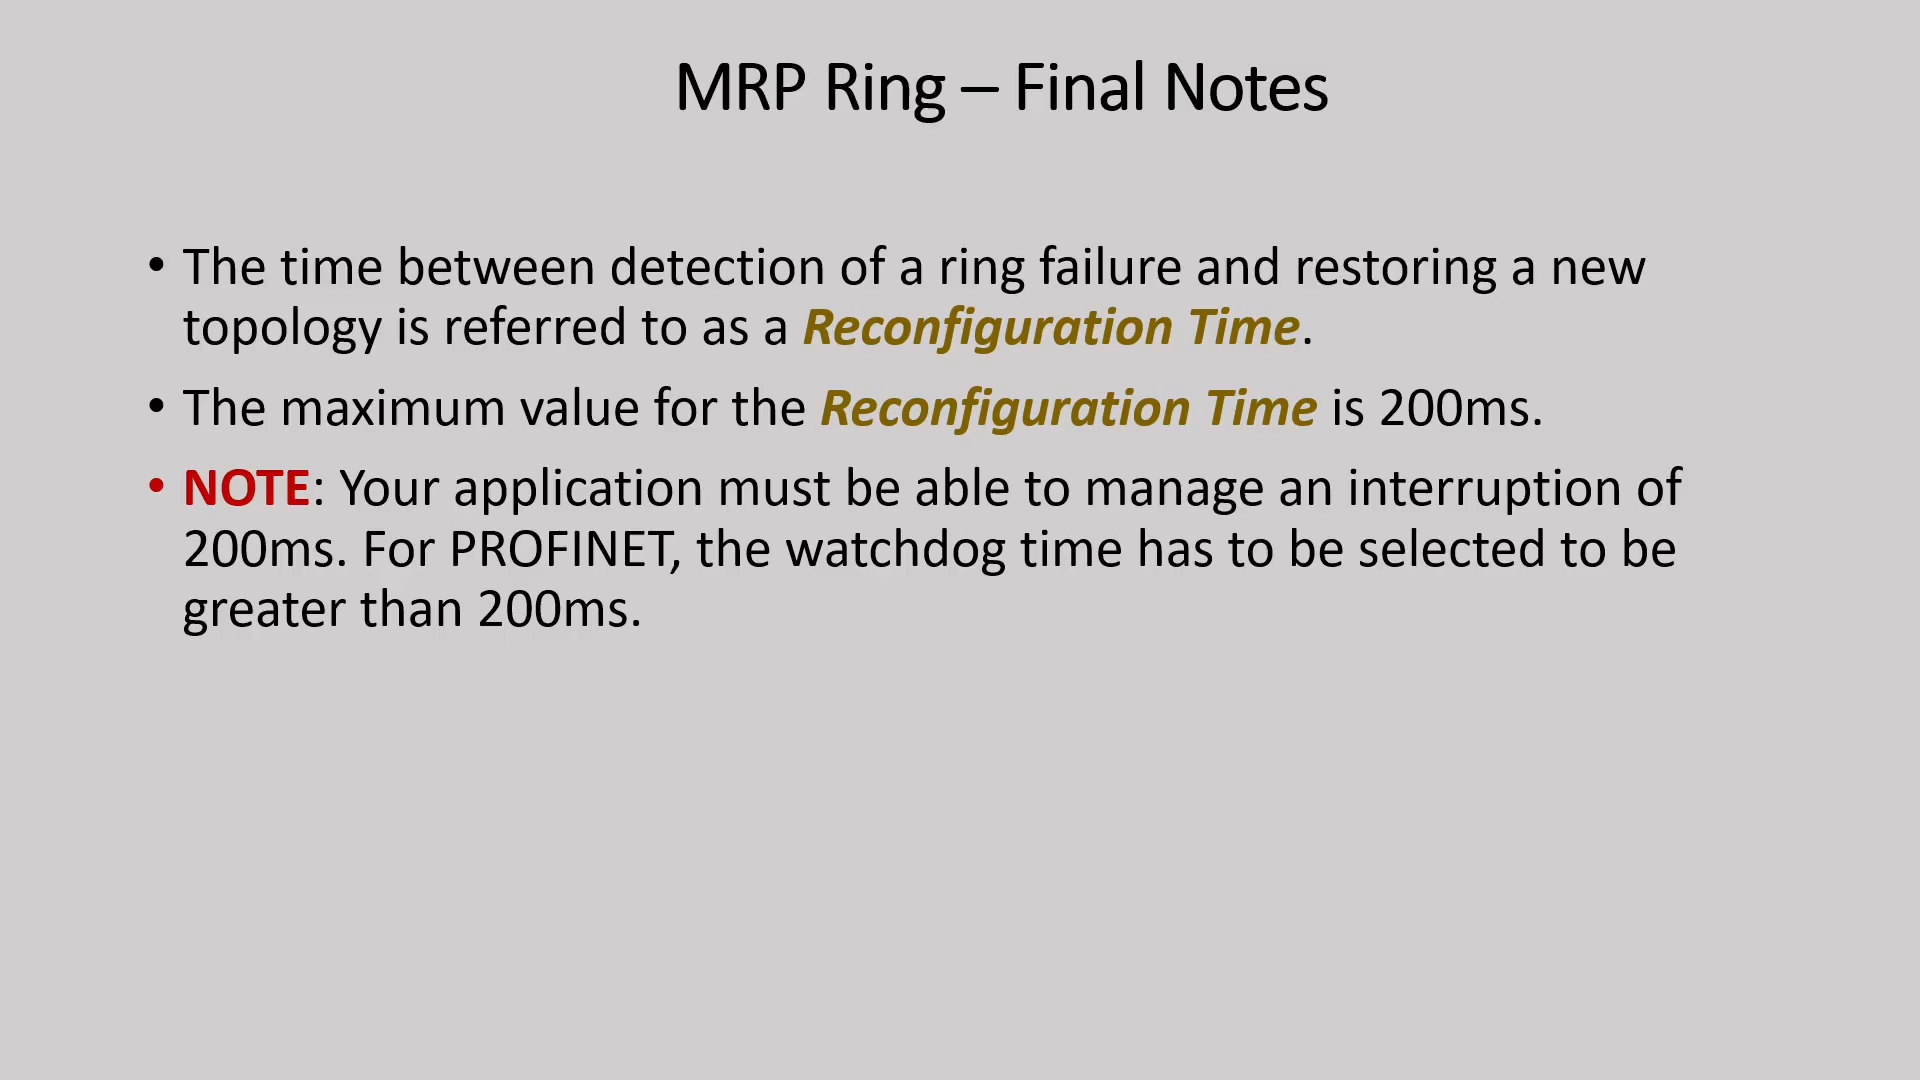 MRP Ring – Final Notes
• The time between detection of a ring failure and restoring a new
topology is referred to as a Reconfiguration Time.
• The maximum value for the Reconfiguration Time is 200ms.
• NOTE: Your application must be able to manage an interruption of
200ms. For PROFINET, the watchdog time has to be selected to be
greater than 200ms.